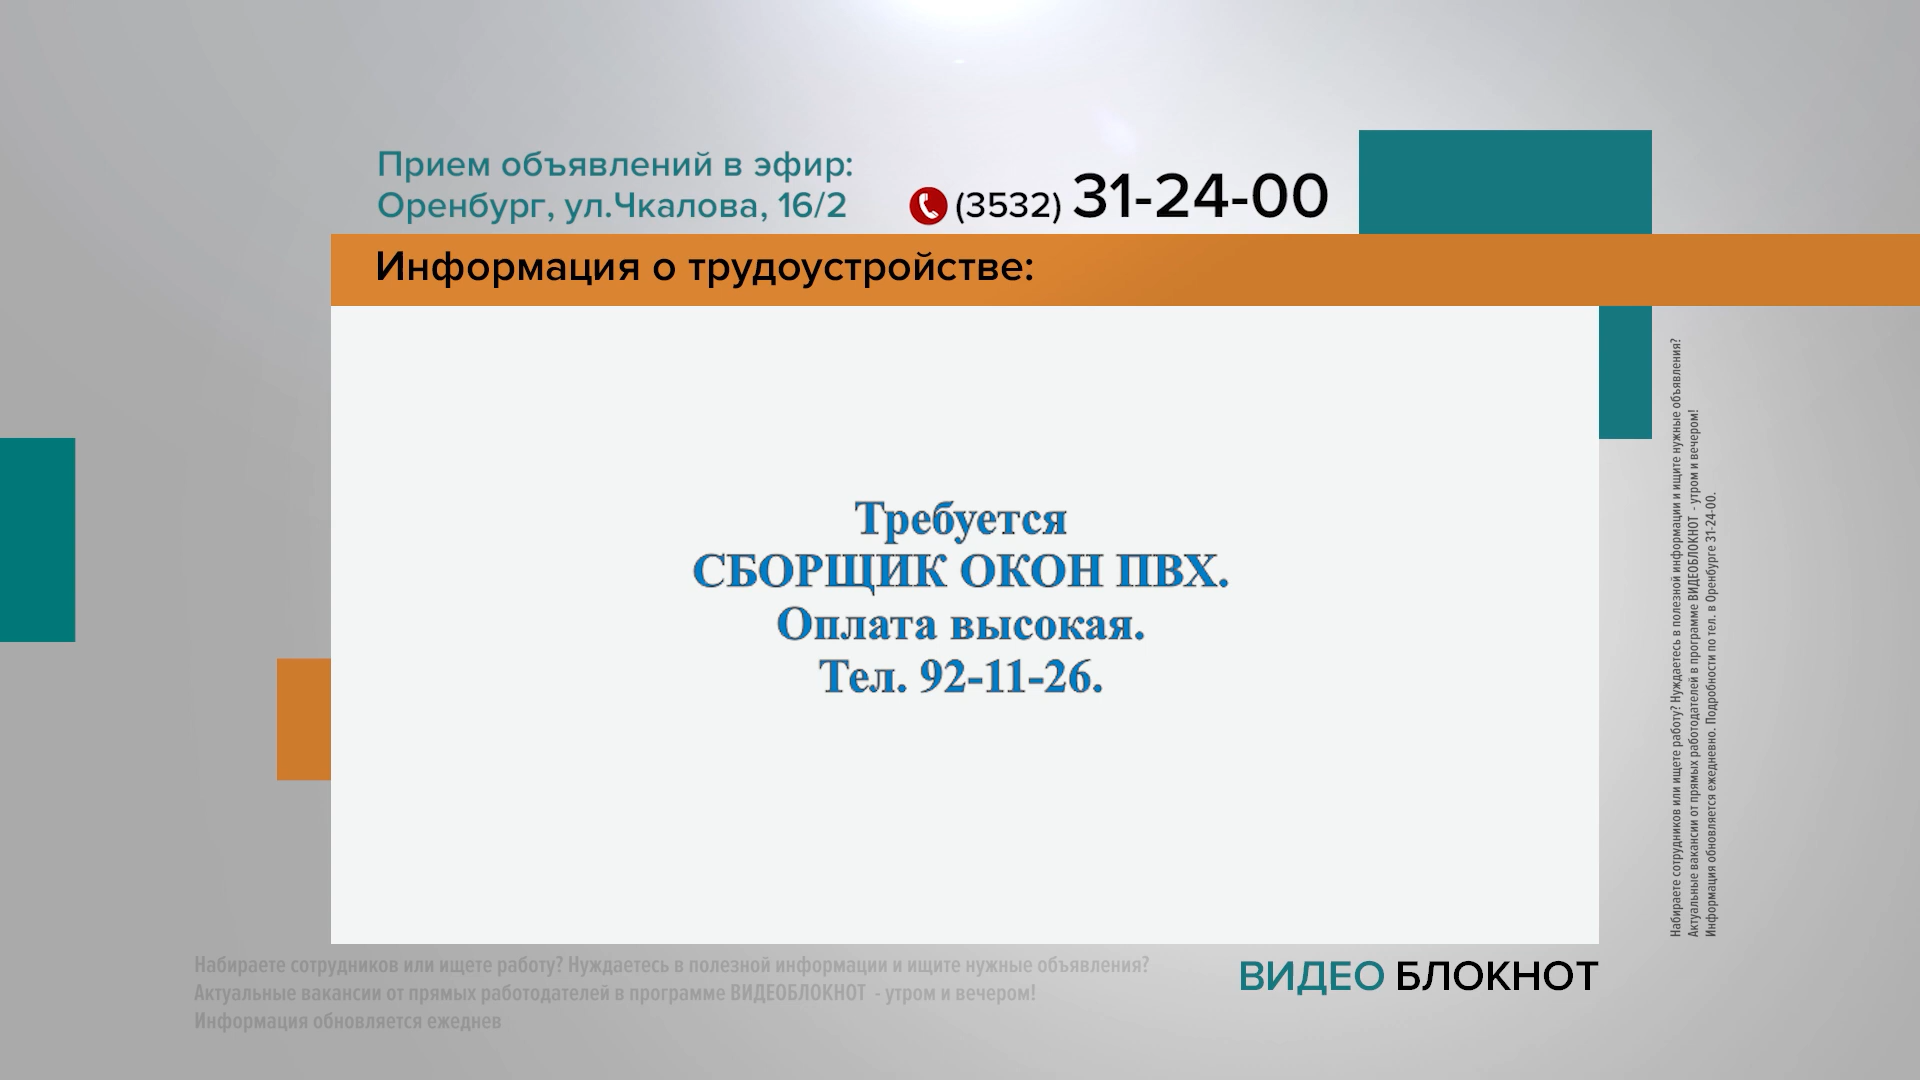 Прием объявлений в эфир:
Оренбург, ул.Чкалова, 16/2
(3532) 31-24-00
Информация о трудоустройстве:
Требуется
СБОРЩИК ОКОН ПВХ.
Оплата высокая.
Тел. 92-11-26.
Набираете сотрудников или ищете работу? Нуждаетесь в полезной информации и ищите нужные объявления?
Актуальные вакансии от прямых работодателей в программе ВИДЕОБЛОКНОТ - утром и вечером!
Информация обновляется ежедневно. Подробности по тел. в Оренбурге 31-24-00.
Набираете сотрудников или ищете работу? Нуждаетесь в полезной информации и ищите нужные объявления?
Актуальные вакансии от прямых работодателей в программе ВИДЕОБЛОКНОТ - утром и вечером!
Информация обновляется ежеднев
ВИДЕО БЛОКНОТ